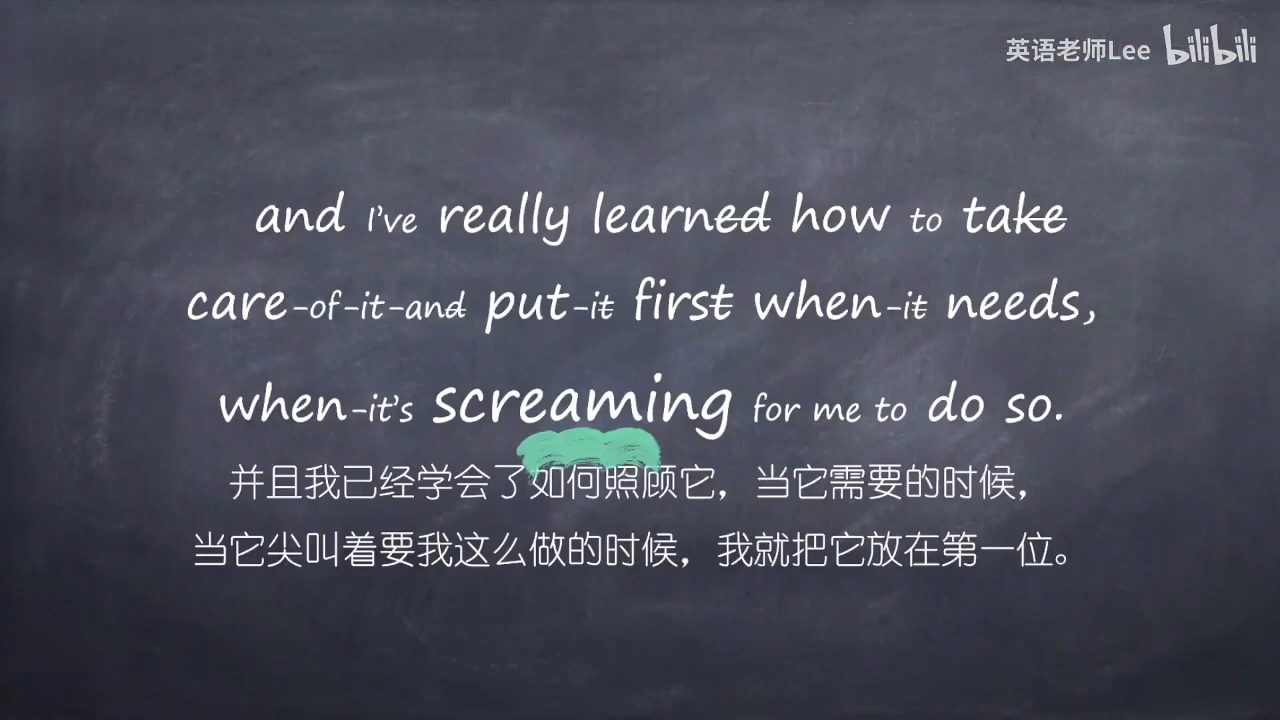 英语老师Lee bilibili
and I've really learned how to take
care-of-it-and put-it first when-it needs,
when-it's screaming for me to do so.
并且我已经学会了如何照顾它，当它需要的时候，
当它尖叫着要我这么做的时候，我就把它放在第一位。